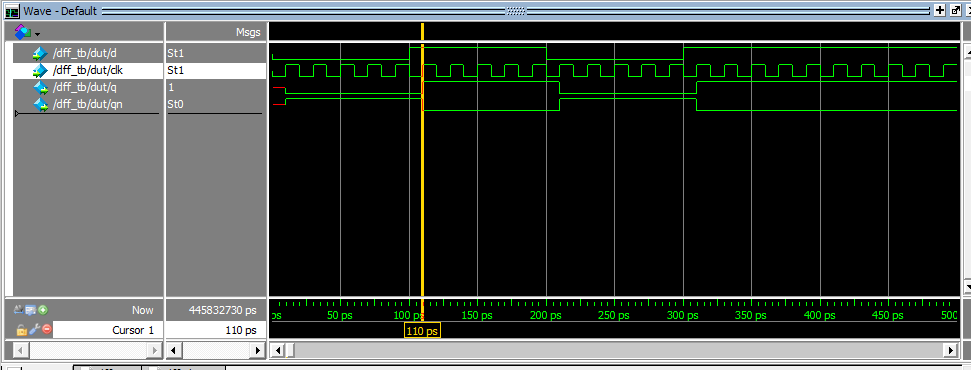 Wave - Default
Msgs
/dff_tb/dut/d St1
/dff_tb/dut/clk St1
/dff_tb/dut/q 1
/dff_tb/dut/qn St0
Now 445832730 ps
ps 50 ps 100 ps 150 ps 200 ps 250 ps 300 ps 350 ps 400 ps 450 ps 500
Cursor 1 110 ps
110 ps